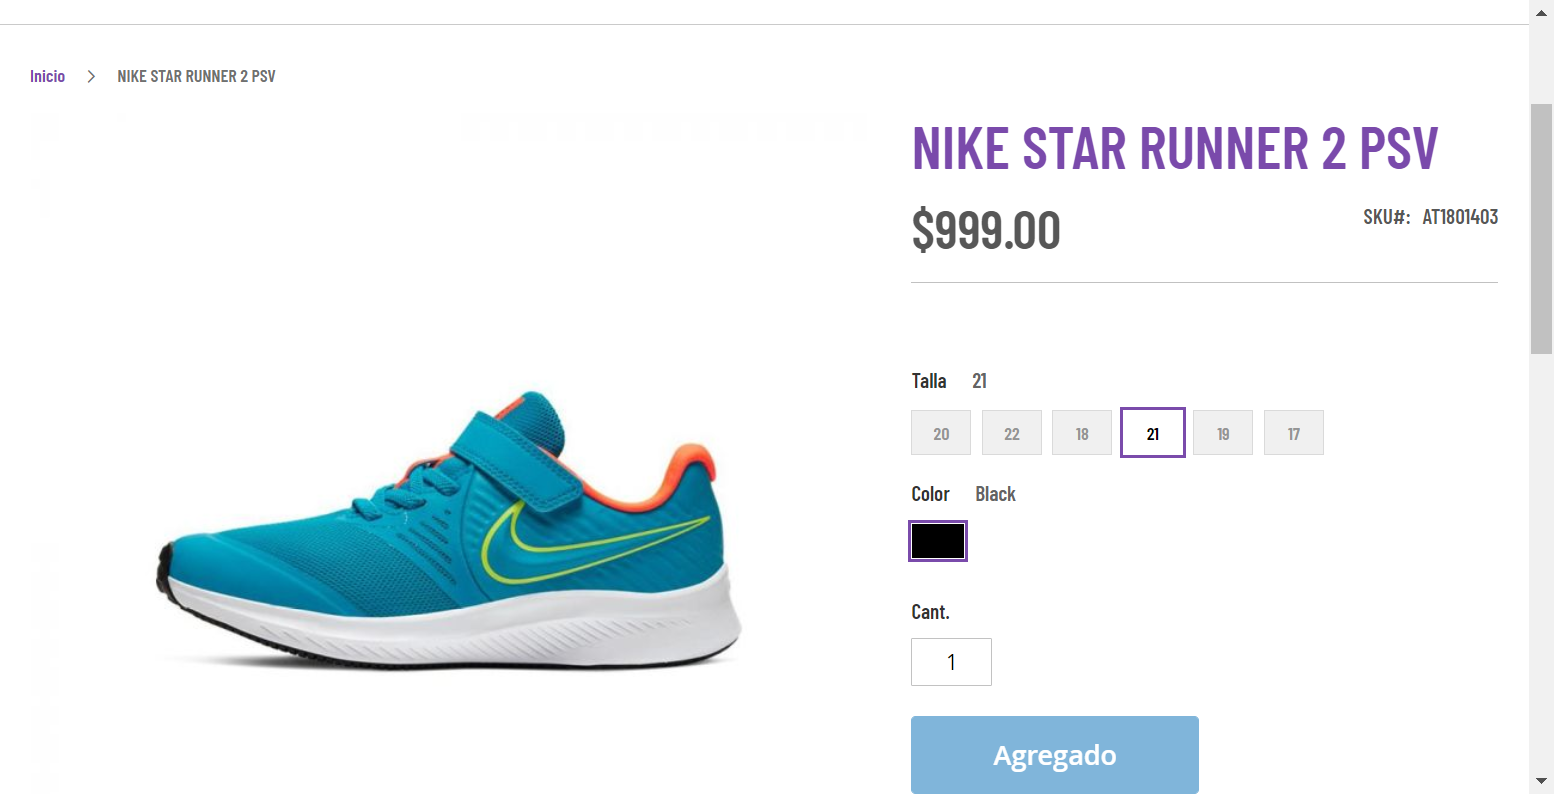 Inicio > NIKE STAR RUNNER 2 PSV
NIKE STAR RUNNER 2 PSV
$999.00
SKU#: AT1801403
Talla 21
20 22 18 21 19 17
Color Black
Cant.
1
Agregado